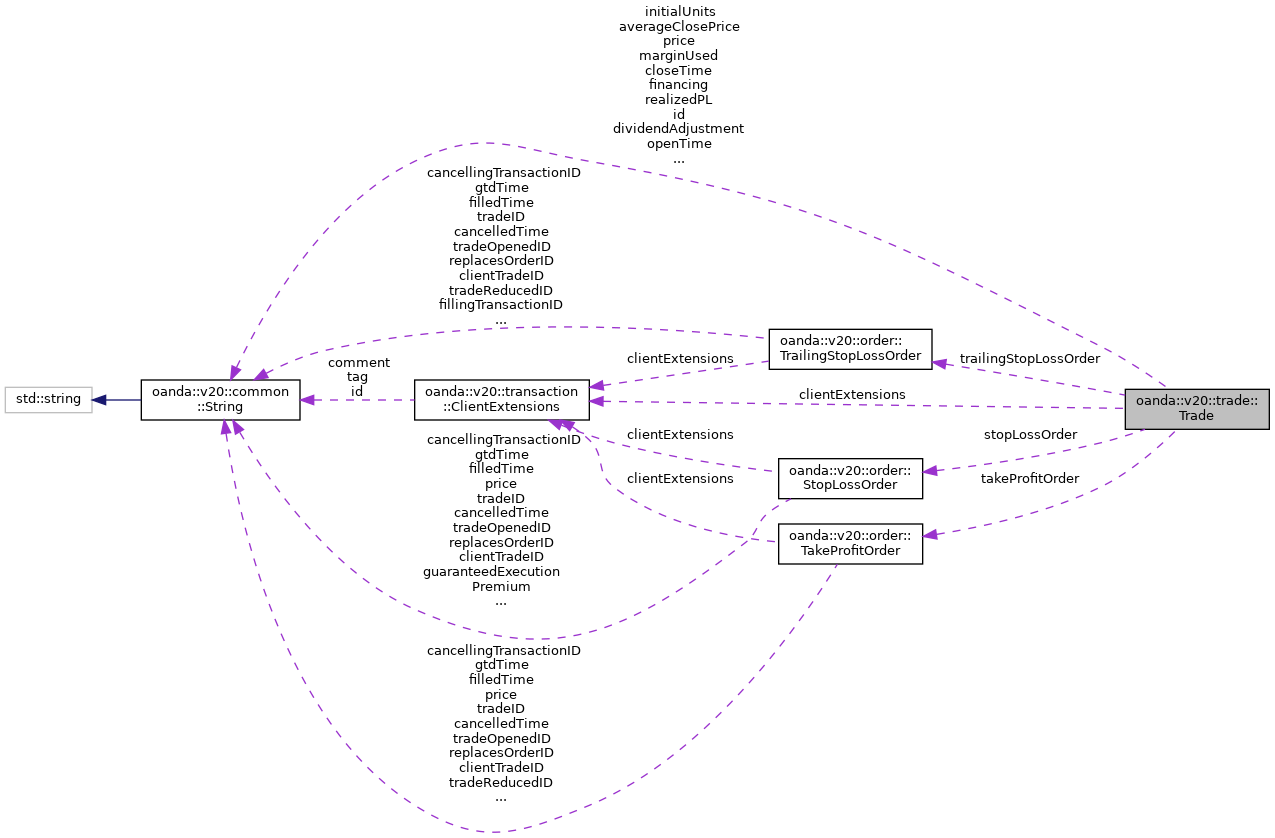 initialUnits
averageClosePrice
price
marginUsed
closeTime
financing
realizedPL
id
dividendAdjustment
openTime
...
cancellingTransactionID
gtdTime
filledTime
tradeID
cancelledTime
tradeOpenedID
replacesOrderID
clientTradeID
tradeReducedID
fillingTransactionID
...
oanda::v20::order::
TrailingStopLossOrder
clientExtensions
trailingStopLossOrder
comment
tag
id
std::string
oanda::v20::common
::String
oanda::v20::transaction
::ClientExtensions
clientExtensions
oanda::v20::trade::
Trade
clientExtensions
stopLossOrder
cancellingTransactionID
gtdTime
filledTime
price
tradeID
cancelledTime
tradeOpenedID
replacesOrderID
clientTradeID
guaranteedExecution
Premium
...
oanda::v20::order::
StopLossOrder
clientExtensions
takeProfitOrder
oanda::v20::order::
TakeProfitOrder
cancellingTransactionID
gtdTime
filledTime
price
tradeID
cancelledTime
tradeOpenedID
replacesOrderID
clientTradeID
tradeReducedID
...